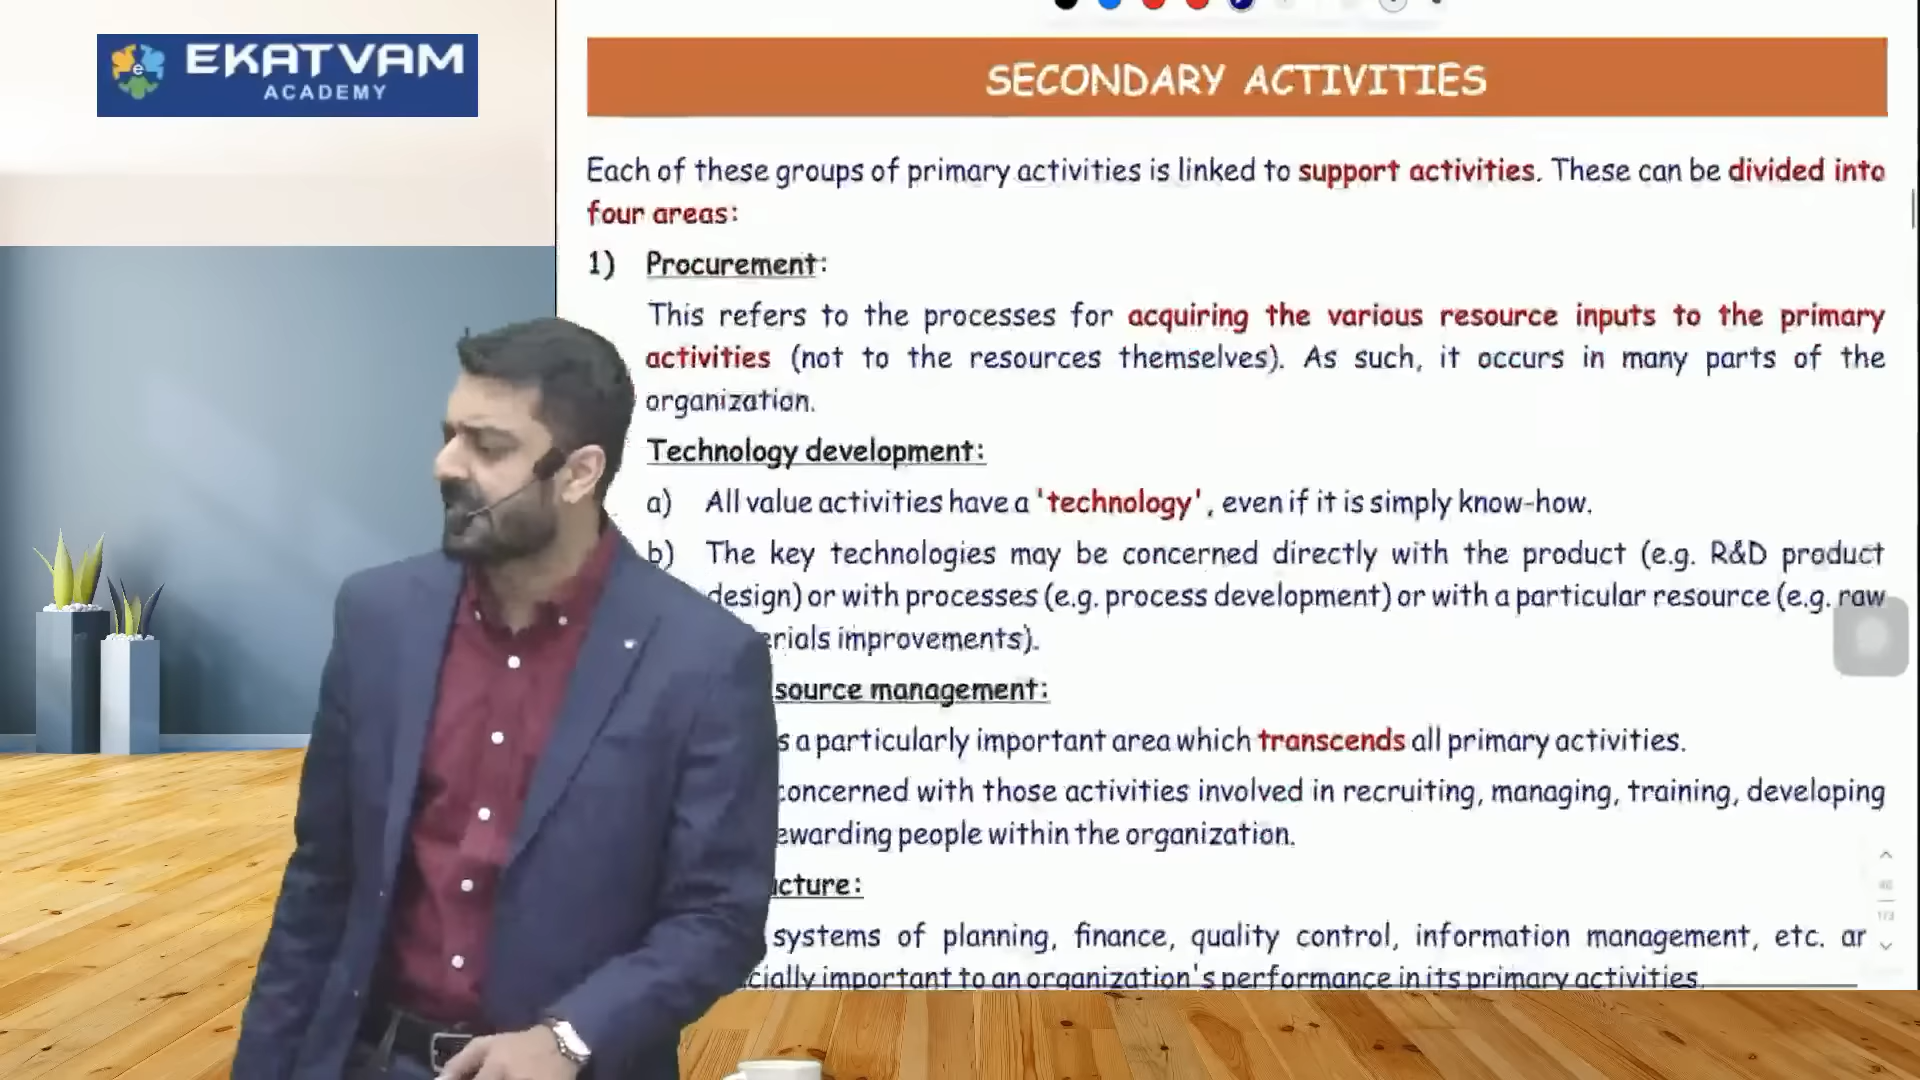 EKATVAM
ACADEMY
SECONDARY ACTIVITIES
Each of these groups of primary activities is linked to support activities. These can be divided into
four areas:
1) Procurement:
This refers to the processes for acquiring the various resource inputs to the primary
activities (not to the resources themselves). As such, it occurs in many parts of the
organization.
Technology development:
a) All value activities have a 'technology', even if it is simply know-how.
b) The key technologies may be concerned directly with the product (e.g. R&D product
design) or with processes (e.g. process development) or with a particular resource (e.g. raw
erials improvements).
source management:
s a particularly important area which transcends all primary activities.
concerned with those activities involved in recruiting, managing, training, developing
ewarding people within the organization.
ucture:
systems of planning, finance, quality control, information management, etc. ar
cially important to an organization's performance in its primary activities.